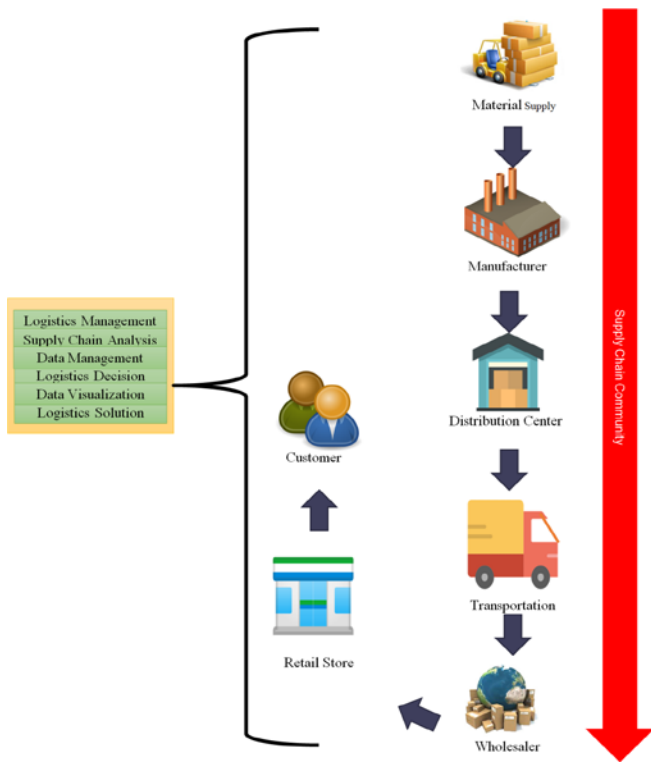 Material Supply
Manufacturer
Distribution Center
Transportation
Wholesaler
Retail Store
Customer
Logistics Management
Supply Chain Analysis
Data Management
Logistics Decision
Data Visualization
Logistics Solution
Supply Chain Community